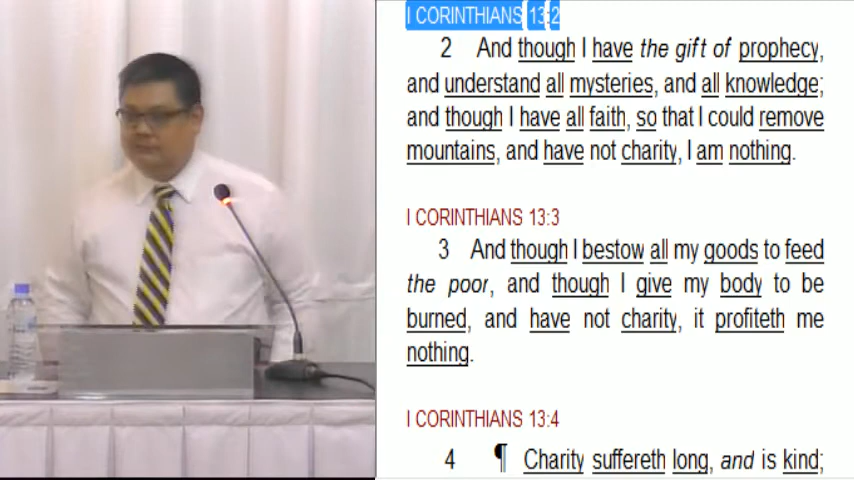 I CORINTHIANS 13:2
2 And though I have the gift of prophecy,
and understand all mysteries, and all knowledge;
and though I have all faith, so that I could remove
mountains, and have not charity, I am nothing.
I CORINTHIANS 13:3
3 And though I bestow all my goods to feed
the poor, and though I give my body to be
burned, and have not charity, it profiteth me
nothing.
I CORINTHIANS 13:4
4 ¶ Charity suffereth long, and is kind;